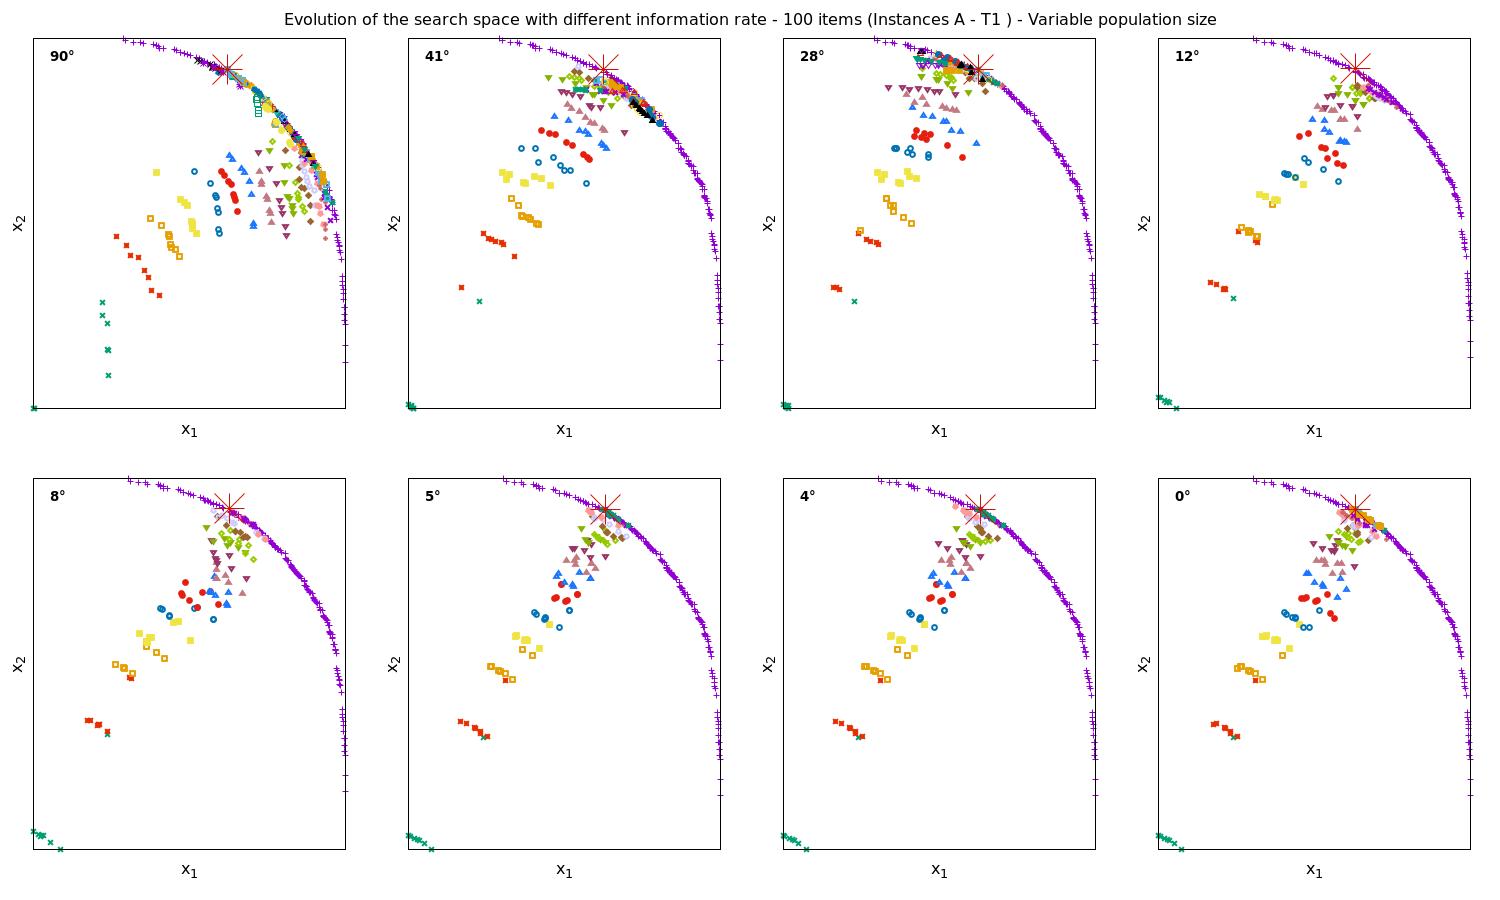 Evolution of the search space with different information rate - 100 items (Instances A - T1 ) - Variable population size
90° 41° 28° 12°
x2 x2 x2 x2
x1 x1 x1 x1
8° 5° 4° 0°
x2 x2 x2 x2
x1 x1 x1 x1